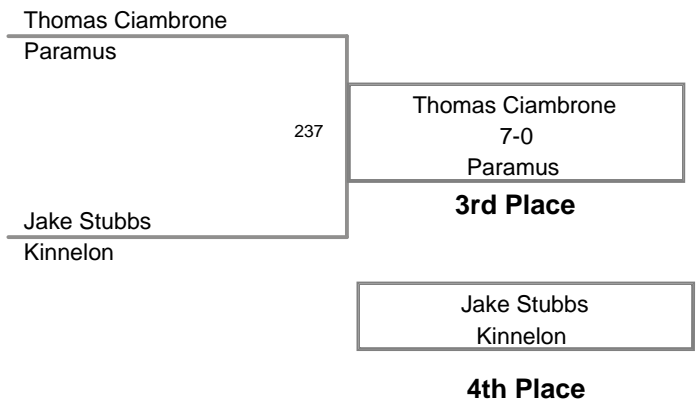 Thomas Ciambrone
Paramus
237
Thomas Ciambrone
7-0
Paramus
3rd Place
Jake Stubbs
Kinnelon
Jake Stubbs
Kinnelon
4th Place